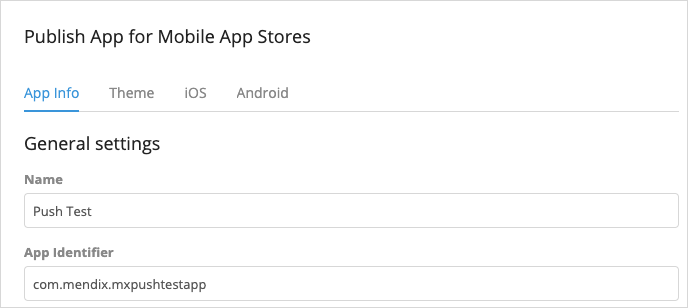 Publish App for Mobile App Stores
App Info Theme iOS Android
General settings
Name
Push Test
App Identifier
com.mendix.mxpushtestapp